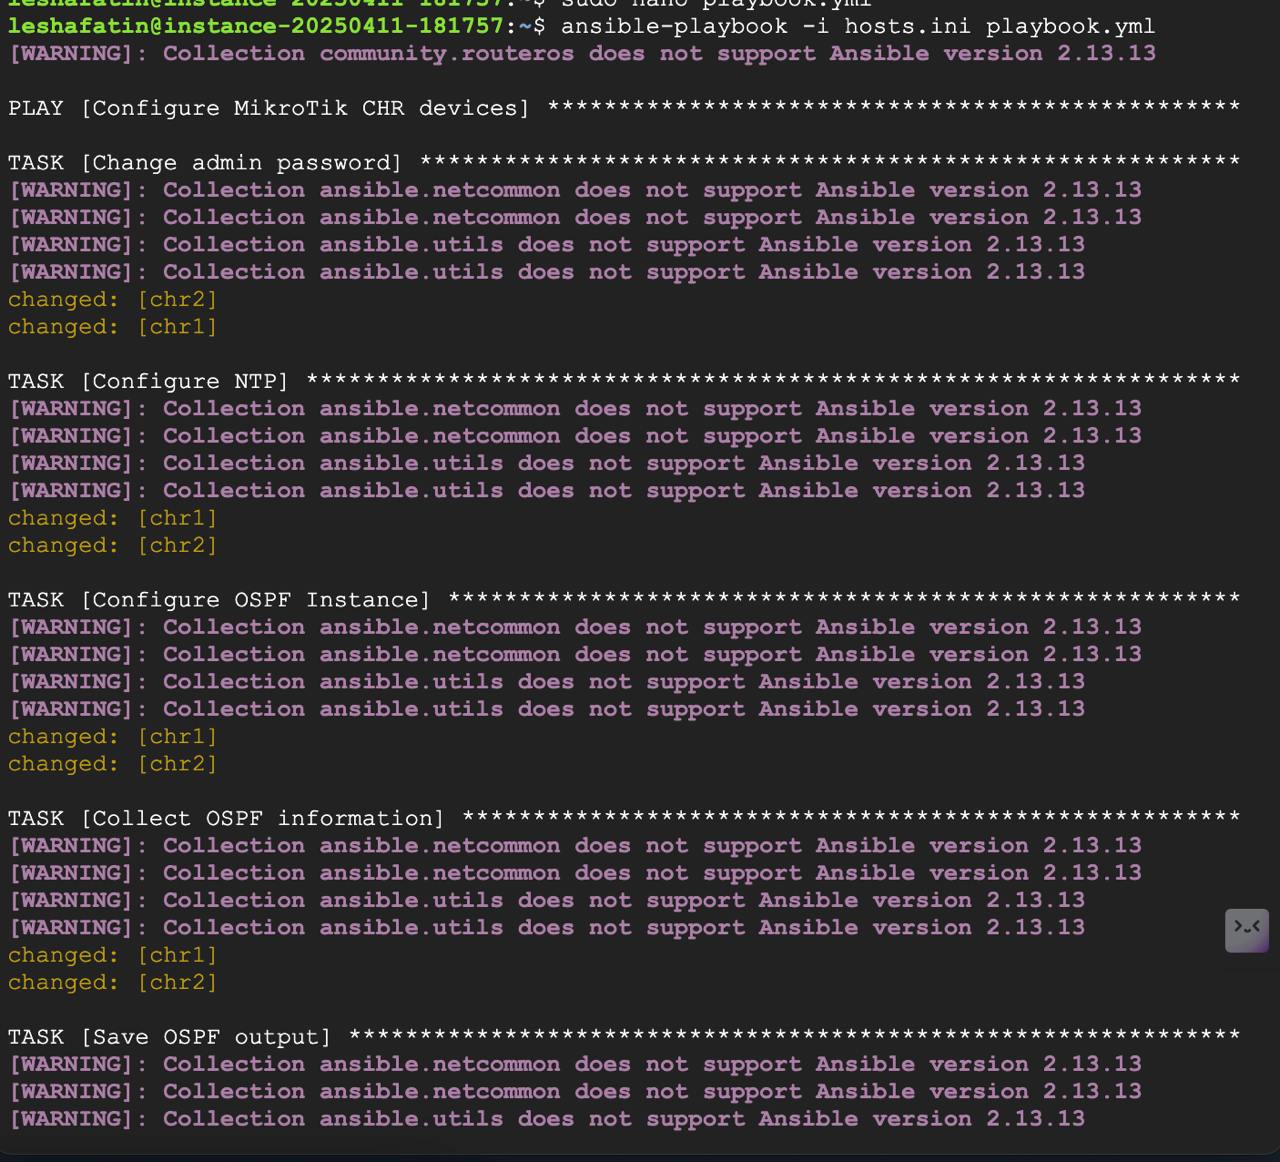 leshafatin@instance-20250411-181757:~$ sudo nano playbook.yml
leshafatin@instance-20250411-181757:~$ ansible-playbook -i hosts.ini playbook.yml
[WARNING]: Collection community.routeros does not support Ansible version 2.13.13
PLAY [Configure MikroTik CHR devices] *************************************************
TASK [Change admin password] **********************************************************
[WARNING]: Collection ansible.netcommon does not support Ansible version 2.13.13
[WARNING]: Collection ansible.netcommon does not support Ansible version 2.13.13
[WARNING]: Collection ansible.utils does not support Ansible version 2.13.13
[WARNING]: Collection ansible.utils does not support Ansible version 2.13.13
changed: [chr2]
changed: [chr1]
TASK [Configure NTP] ******************************************************************
[WARNING]: Collection ansible.netcommon does not support Ansible version 2.13.13
[WARNING]: Collection ansible.netcommon does not support Ansible version 2.13.13
[WARNING]: Collection ansible.utils does not support Ansible version 2.13.13
[WARNING]: Collection ansible.utils does not support Ansible version 2.13.13
changed: [chr1]
changed: [chr2]
TASK [Configure OSPF Instance] ********************************************************
[WARNING]: Collection ansible.netcommon does not support Ansible version 2.13.13
[WARNING]: Collection ansible.netcommon does not support Ansible version 2.13.13
[WARNING]: Collection ansible.utils does not support Ansible version 2.13.13
[WARNING]: Collection ansible.utils does not support Ansible version 2.13.13
changed: [chr1]
changed: [chr2]
TASK [Collect OSPF information] *******************************************************
[WARNING]: Collection ansible.netcommon does not support Ansible version 2.13.13
[WARNING]: Collection ansible.netcommon does not support Ansible version 2.13.13
[WARNING]: Collection ansible.utils does not support Ansible version 2.13.13
[WARNING]: Collection ansible.utils does not support Ansible version 2.13.13
changed: [chr1]
changed: [chr2]
TASK [Save OSPF output] ***************************************************************
[WARNING]: Collection ansible.netcommon does not support Ansible version 2.13.13
[WARNING]: Collection ansible.netcommon does not support Ansible version 2.13.13
[WARNING]: Collection ansible.utils does not support Ansible version 2.13.13